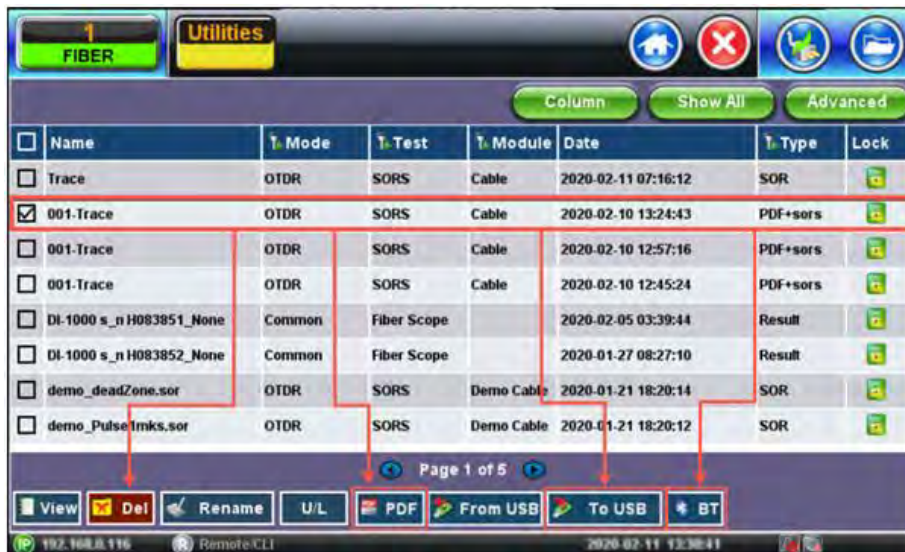 1
FIBER
Utilities
Column Show All Advanced
Name Mode Test Module Date Type Lock
Trace OTDR SORS Cable 2020-02-11 07:16:12 SOR
001-Trace OTDR SORS Cable 2020-02-10 13:24:43 PDF+sors
001-Trace OTDR SORS Cable 2020-02-10 12:57:16 PDF+sors
001-Trace OTDR SORS Cable 2020-02-10 12:45:24 PDF+sors
DI-1000 s_n H083851_None Common Fiber Scope 2020-02-05 03:39:44 Result
DI-1000 s_n H083852_None Common Fiber Scope 2020-01-27 08:27:10 Result
demo_deadZone.sor OTDR SORS Demo Cable 2020-01-21 18:20:14 SOR
demo_Pulse1mks.sor OTDR SORS Demo Cable 2020-01-21 18:20:12 SOR
Page 1 of 5
View Del Rename U/L PDF From USB To USB BT
IP 192.168.0.116 R Remote/CLI 2020-02-11 13:30:41